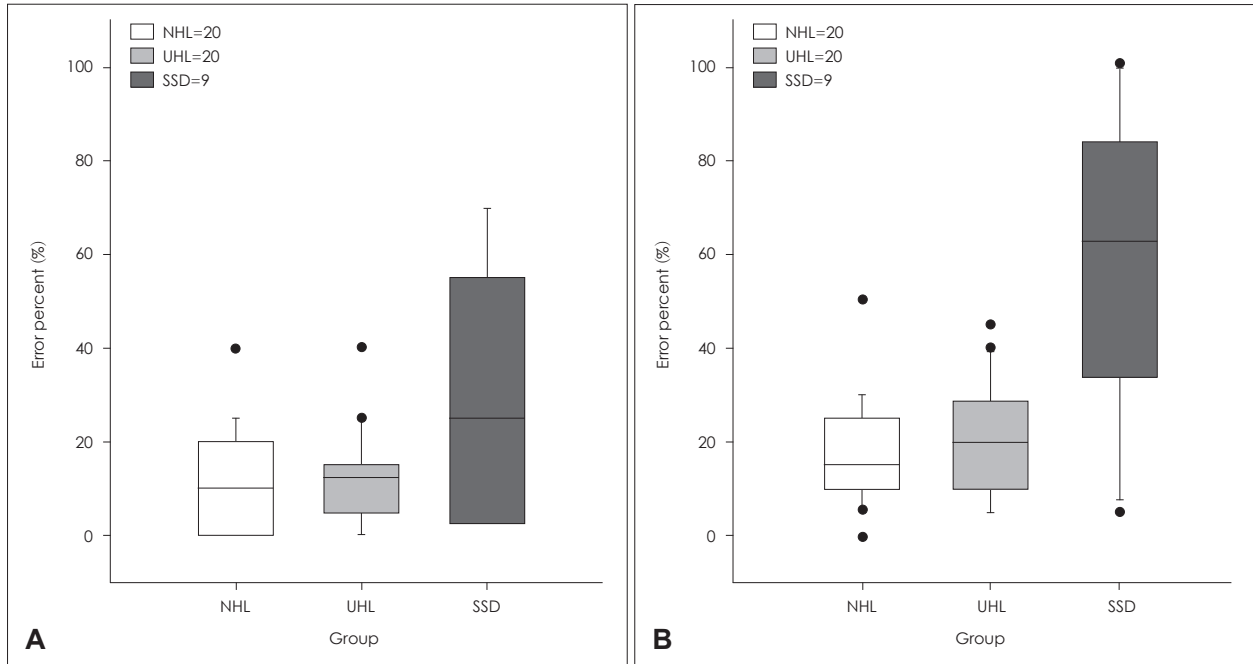 NHL=20
UHL=20
SSD=9
100
80
60
40
20
0
Error percent (%)
NHL UHL SSD
Group
A
NHL=20
UHL=20
SSD=9
100
80
60
40
20
0
Error percent (%)
NHL UHL SSD
Group
B